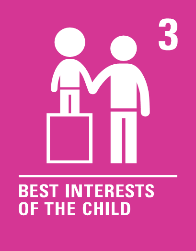 3
BEST INTERESTS
OF THE CHILD